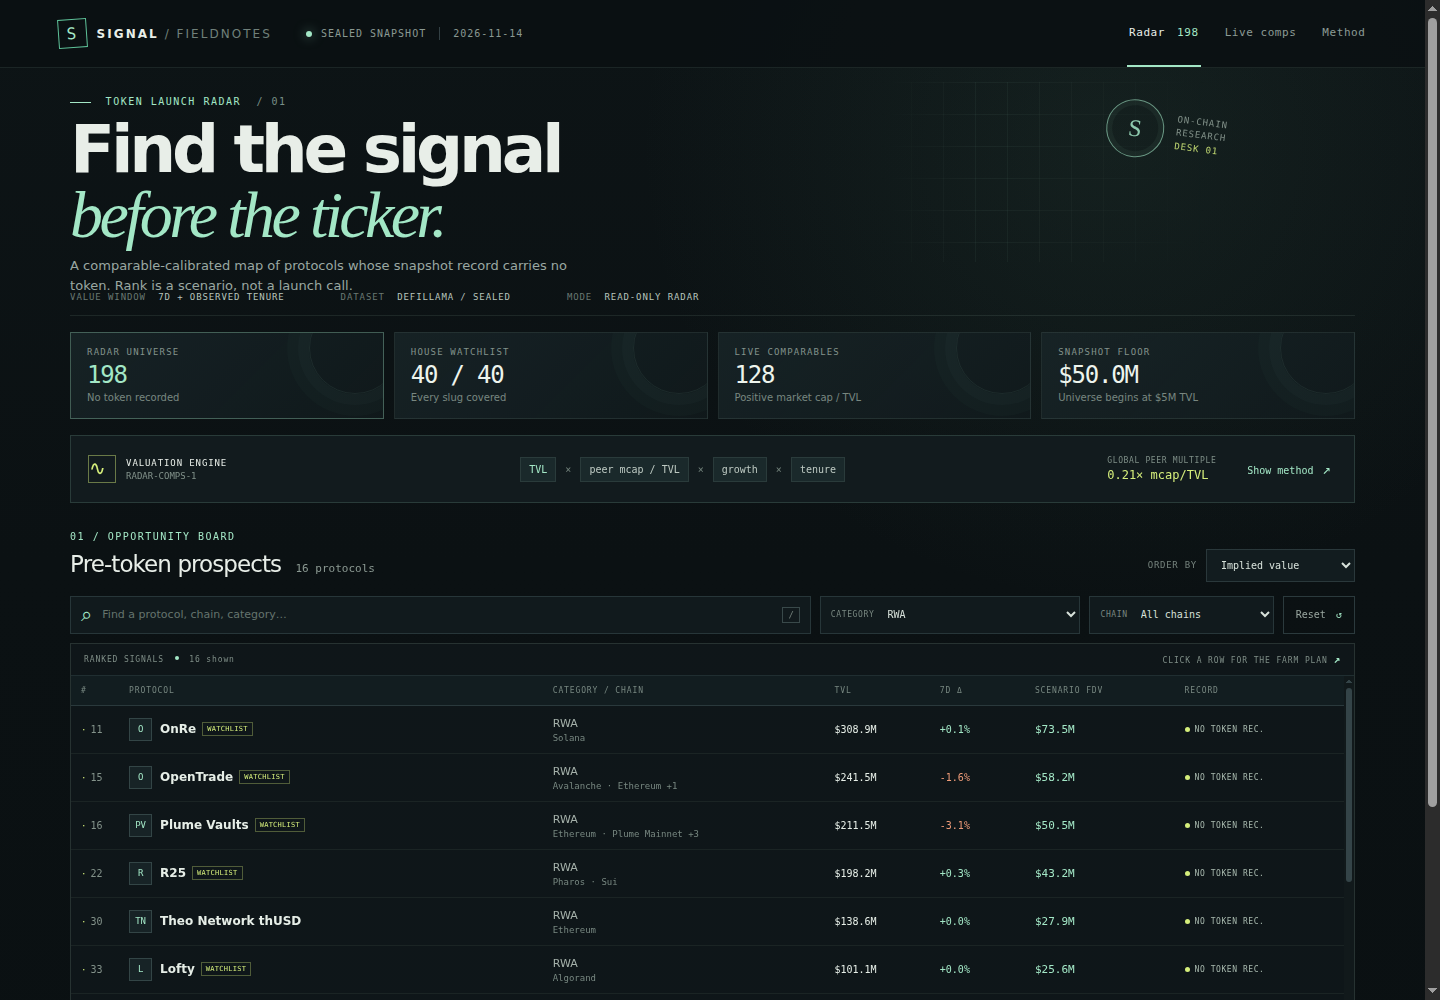 S SIGNAL / FIELDNOTES SEALED SNAPSHOT 2026-11-14 Radar 198 Live comps Method
TOKEN LAUNCH RADAR / 01
Find the signal
before the ticker.
A comparable-calibrated map of protocols whose snapshot record carries no
token. Rank is a scenario, not a launch call.
S
ON-CHAIN
RESEARCH
DESK 01
VALUE WINDOW 7D + OBSERVED TENURE DATASET DEFILLAMA / SEALED MODE READ-ONLY RADAR
RADAR UNIVERSE
198
No token recorded
HOUSE WATCHLIST
40 / 40
Every slug covered
LIVE COMPARABLES
128
Positive market cap / TVL
SNAPSHOT FLOOR
$50.0M
Universe begins at $5M TVL
∿ VALUATION ENGINE
RADAR-COMPS-1
TVL × peer mcap / TVL × growth × tenure
GLOBAL PEER MULTIPLE
0.21× mcap/TVL
Show method ↗
01 / OPPORTUNITY BOARD
Pre-token prospects 16 protocols
ORDER BY Implied value
⌕ Find a protocol, chain, category... /
CATEGORY RWA
CHAIN All chains
Reset ↺
RANKED SIGNALS • 16 shown CLICK A ROW FOR THE FARM PLAN ↗
# PROTOCOL CATEGORY / CHAIN TVL 7D Δ SCENARIO FDV RECORD
· 11 O OnRe WATCHLIST RWA $308.9M +0.1% $73.5M NO TOKEN REC.
Solana
· 15 O OpenTrade WATCHLIST RWA $241.5M -1.6% $58.2M NO TOKEN REC.
Avalanche · Ethereum +1
· 16 PV Plume Vaults WATCHLIST RWA $211.5M -3.1% $50.5M NO TOKEN REC.
Ethereum · Plume Mainnet +3
· 22 R R25 WATCHLIST RWA $198.2M +0.3% $43.2M NO TOKEN REC.
Pharos · Sui
· 30 TN Theo Network thUSD RWA $138.6M +0.0% $27.9M NO TOKEN REC.
Ethereum
· 33 L Lofty WATCHLIST RWA $101.1M +0.0% $25.6M NO TOKEN REC.
Algorand